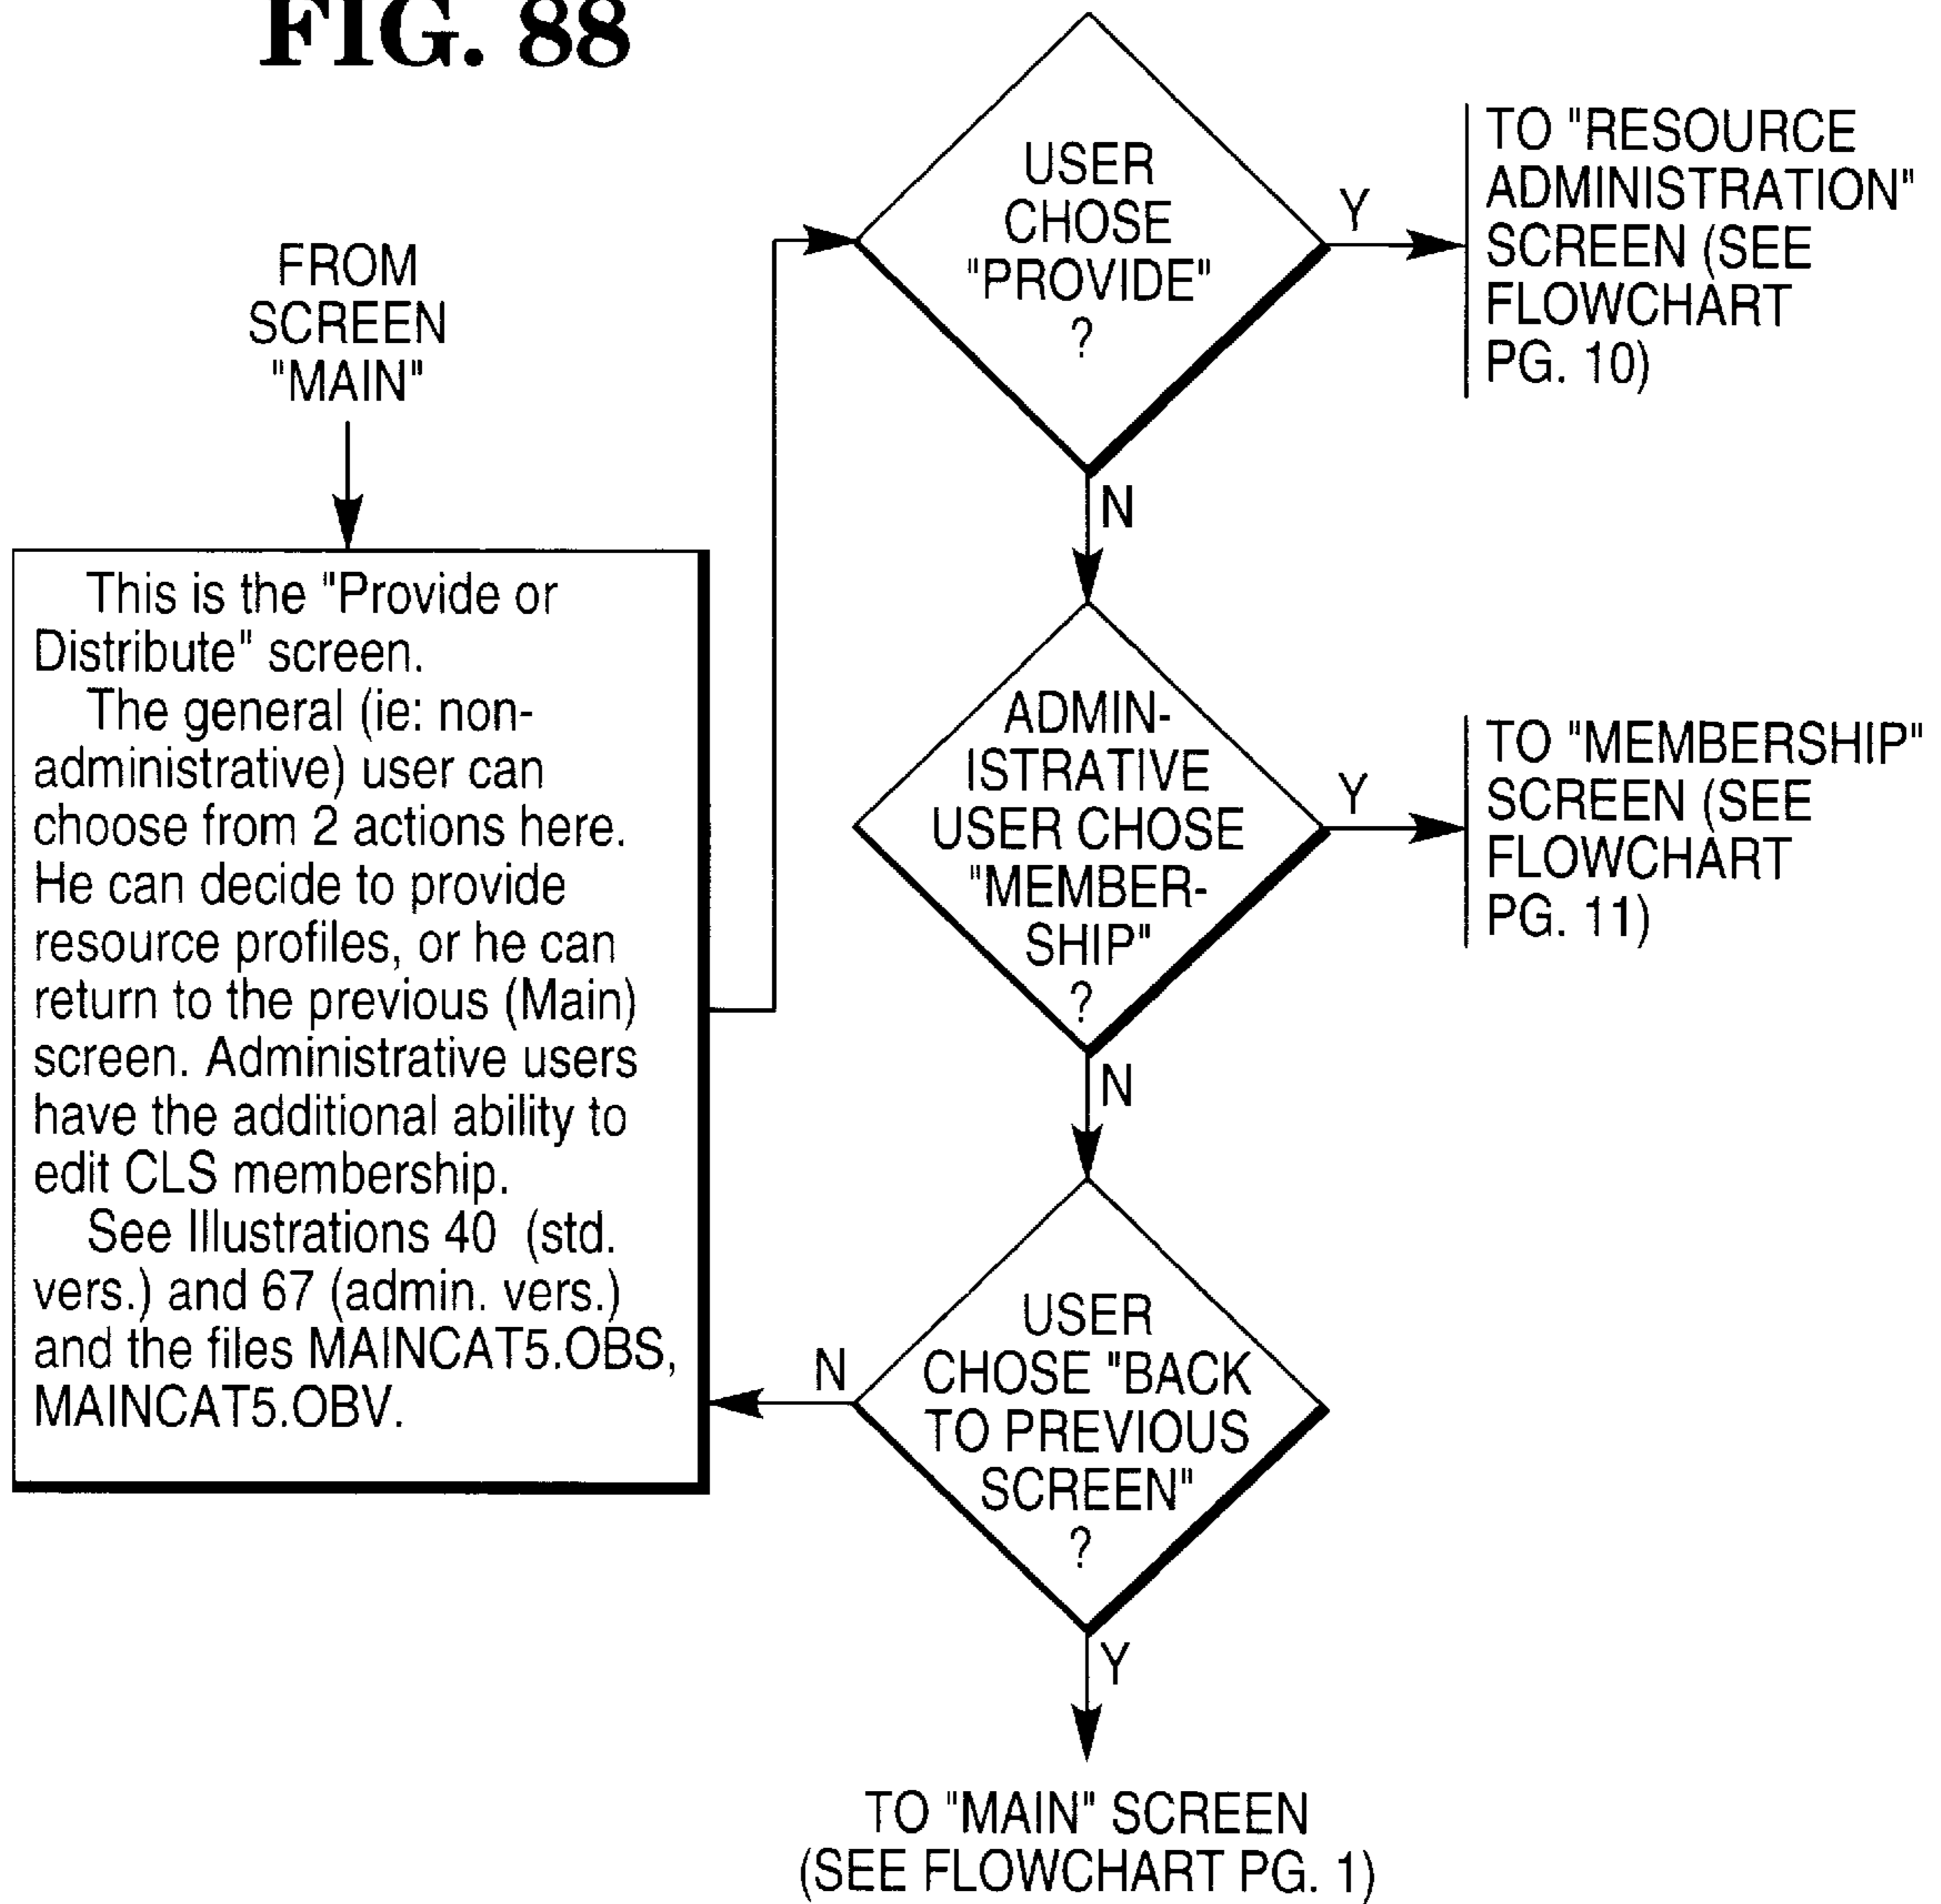 FIG. 88
FROM
SCREEN
"MAIN"
This is the "Provide or
Distribute" screen.
The general (ie: non-
administrative) user can
choose from 2 actions here.
He can decide to provide
resource profiles, or he can
return to the previous (Main)
screen. Administrative users
have the additional ability to
edit CLS membership.
See Illustrations 40 (std.
vers.) and 67 (admin. vers.)
and the files MAINCAT5.OBS,
MAINCAT5.OBV.
USER
CHOSE
"PROVIDE"
?
Y
TO "RESOURCE
ADMINISTRATION"
SCREEN (SEE
FLOWCHART
PG. 10)
N
ADMIN-
ISTRATIVE
USER CHOSE
"MEMBER-
SHIP"
?
Y
TO "MEMBERSHIP"
SCREEN (SEE
FLOWCHART
PG. 11)
N
USER
CHOSE "BACK
TO PREVIOUS
SCREEN"
?
N
Y
TO "MAIN" SCREEN
(SEE FLOWCHART PG. 1)